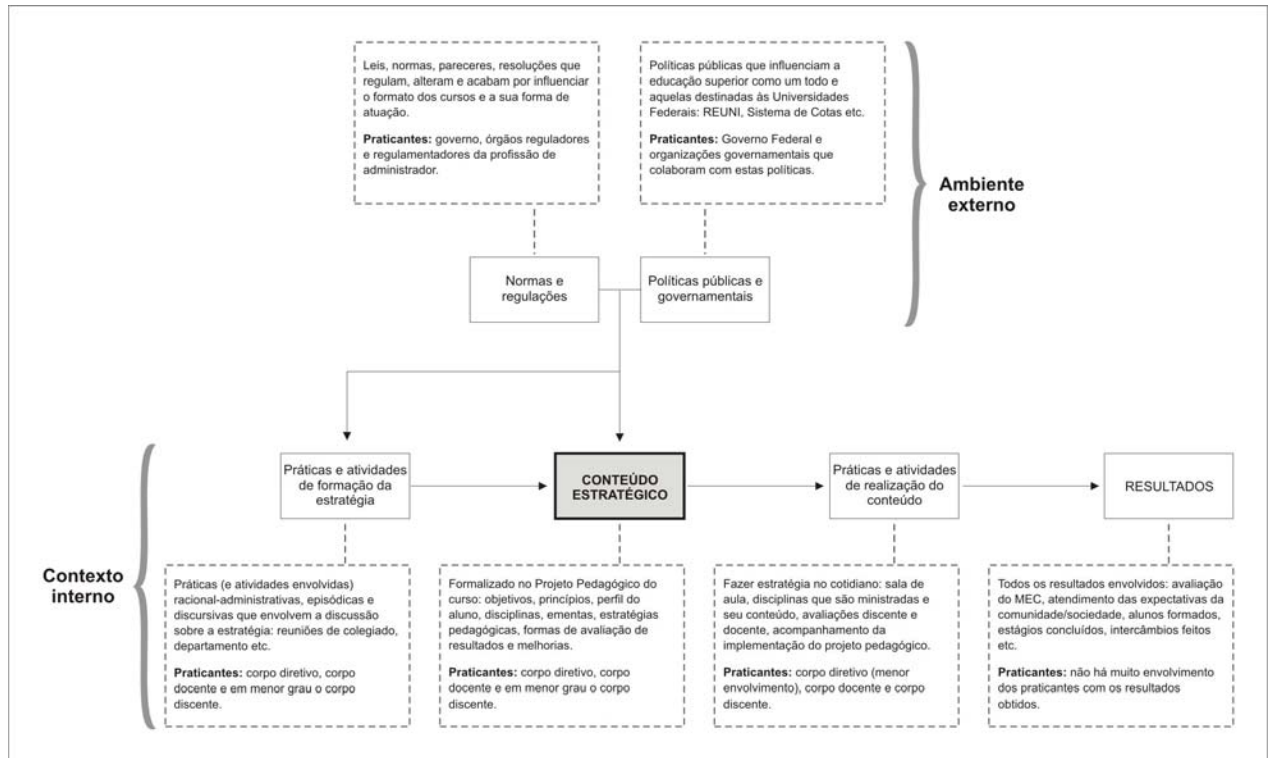 Leis, normas, pareceres, resoluções que
regulam, alteram e acabam por influenciar
o formato dos cursos e a sua forma de
atuação.
Praticantes: governo, órgãos reguladores
e regulamentadores da profissão de
administrador.
Políticas públicas que influenciam a
educação superior como um todo e
aquelas destinadas às Universidades
Federais: REUNI, Sistema de Cotas etc.
Praticantes: Governo Federal e
organizações governamentais que
colaboram com estas políticas.
Ambiente
externo
Normas e
regulações
Políticas públicas e
governamentais
Práticas e atividades
de formação da
estratégia
CONTEÚDO
ESTRATÉGICO
Práticas e atividades
de realização do
conteúdo
RESULTADOS
Contexto
interno
Práticas (e atividades envolvidas)
racional-administrativas, episódicas e
discursivas que envolvem a discussão
sobre a estratégia: reuniões de colegiado,
departamento etc.
Praticantes: corpo diretivo, corpo
docente e em menor grau o corpo
discente.
Formalizado no Projeto Pedagógico do
curso: objetivos, princípios, perfil do
aluno, disciplinas, ementas, estratégias
pedagógicas, formas de avaliação de
resultados e melhorias.
Praticantes: corpo diretivo, corpo
docente e em menor grau o corpo
discente.
Fazer estratégia no cotidiano: sala de
aula, disciplinas que são ministradas e
seu conteúdo, avaliações discente e
docente, acompanhamento da
implementação do projeto pedagógico.
Praticantes: corpo diretivo (menor
envolvimento), corpo docente e corpo
discente.
Todos os resultados envolvidos: avaliação
do MEC, atendimento das expectativas da
comunidade/sociedade, alunos formados,
estágios concluídos, intercâmbios feitos
etc.
Praticantes: não há muito envolvimento
dos praticantes com os resultados
obtidos.